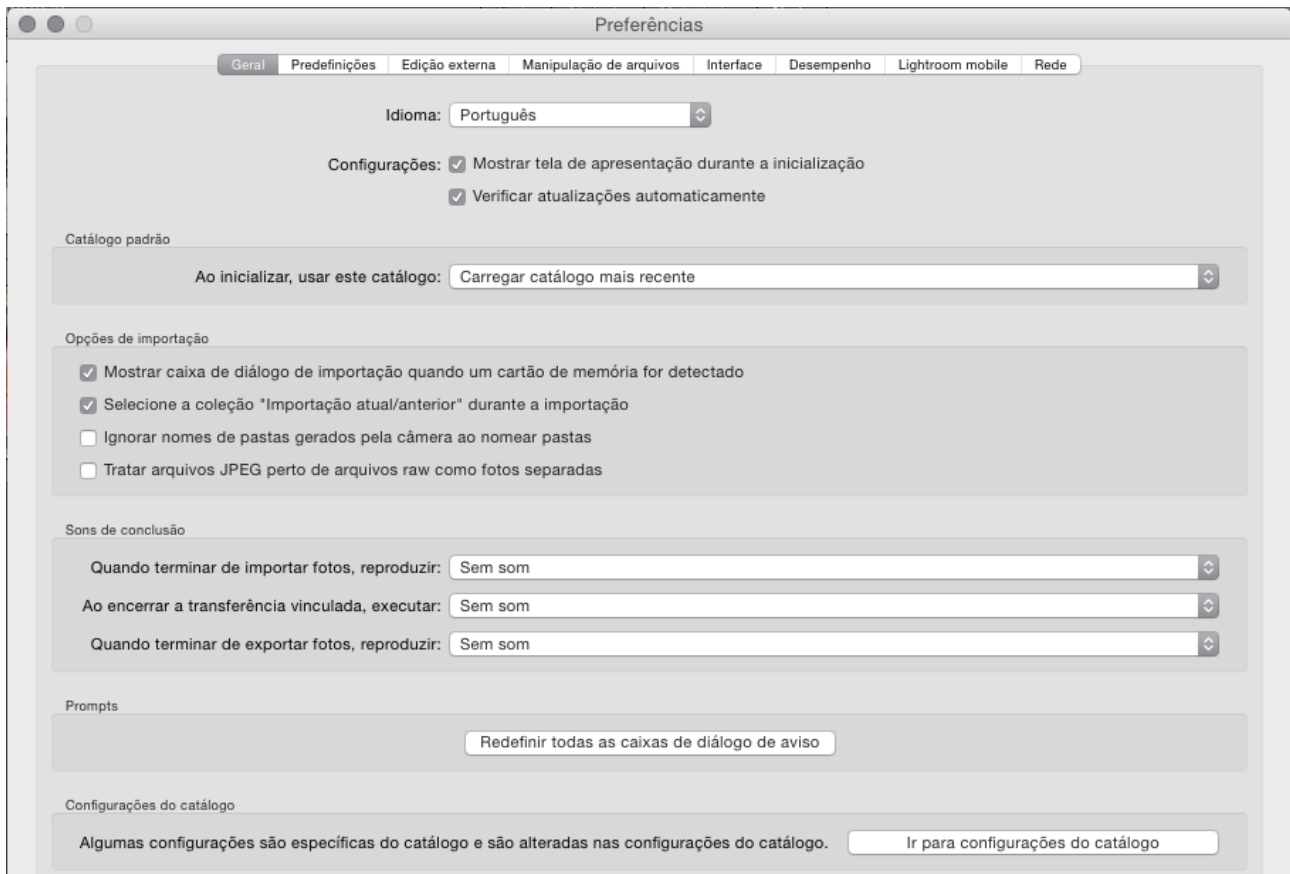 Preferências
Geral Predefinições Edição externa Manipulação de arquivos Interface Desempenho Lightroom mobile Rede
Idioma: Português
Configurações: Mostrar tela de apresentação durante a inicialização
Verificar atualizações automaticamente
Catálogo padrão
Ao inicializar, usar este catálogo: Carregar catálogo mais recente
Opções de importação
Mostrar caixa de diálogo de importação quando um cartão de memória for detectado
Selecione a coleção "Importação atual/anterior" durante a importação
Ignorar nomes de pastas gerados pela câmera ao nomear pastas
Tratar arquivos JPEG perto de arquivos raw como fotos separadas
Sons de conclusão
Quando terminar de importar fotos, reproduzir: Sem som
Ao encerrar a transferência vinculada, executar: Sem som
Quando terminar de exportar fotos, reproduzir: Sem som
Prompts
Redefinir todas as caixas de diálogo de aviso
Configurações do catálogo
Algumas configurações são específicas do catálogo e são alteradas nas configurações do catálogo. Ir para configurações do catálogo